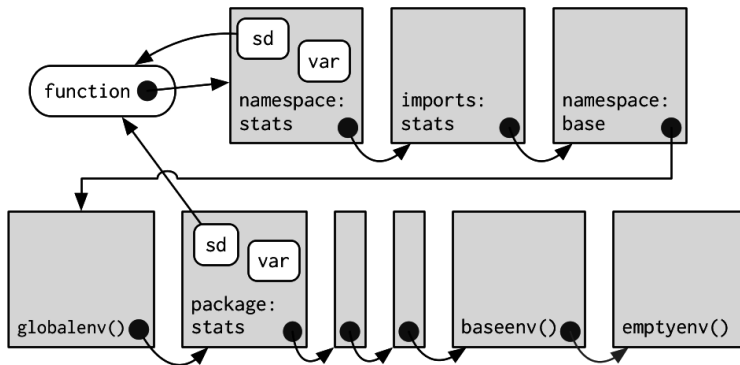 sd
var
function
namespace:
stats
imports:
stats
namespace:
base
sd
var
globalenv()
package:
stats
baseenv()
emptyenv()